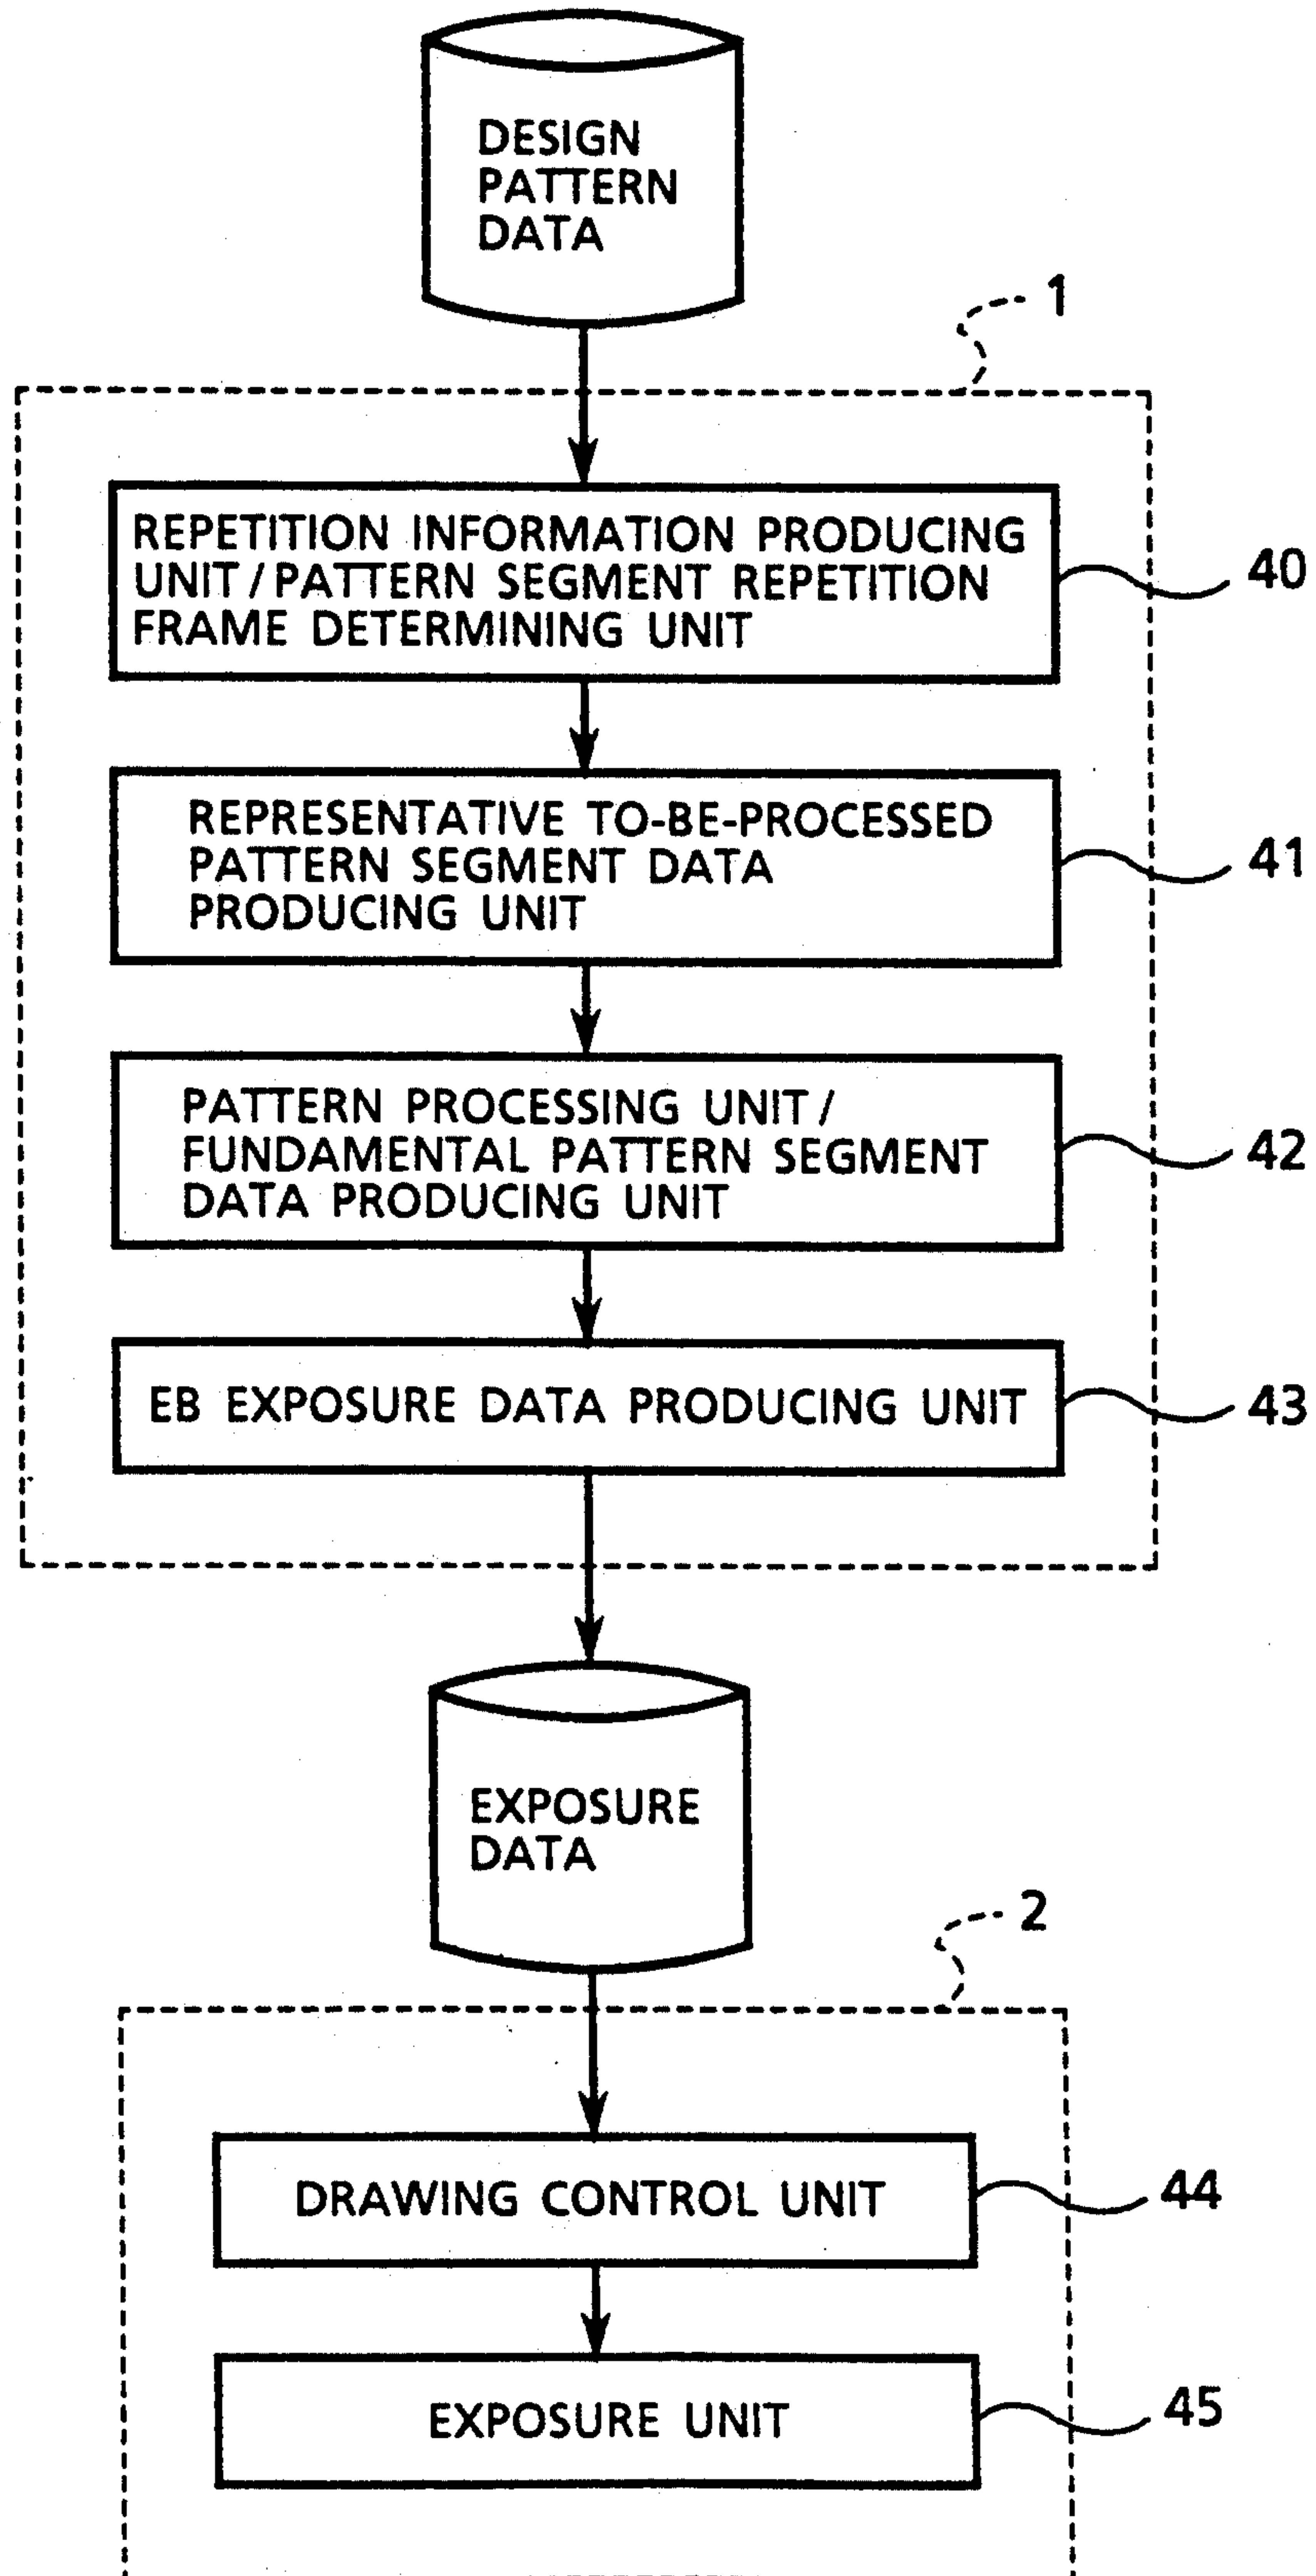 DESIGN
PATTERN
DATA
1
REPETITION INFORMATION PRODUCING
UNIT/PATTERN SEGMENT REPETITION
FRAME DETERMINING UNIT
40
REPRESENTATIVE TO-BE-PROCESSED
PATTERN SEGMENT DATA
PRODUCING UNIT
41
PATTERN PROCESSING UNIT/
FUNDAMENTAL PATTERN SEGMENT
DATA PRODUCING UNIT
42
EB EXPOSURE DATA PRODUCING UNIT
43
EXPOSURE
DATA
2
DRAWING CONTROL UNIT
44
EXPOSURE UNIT
45